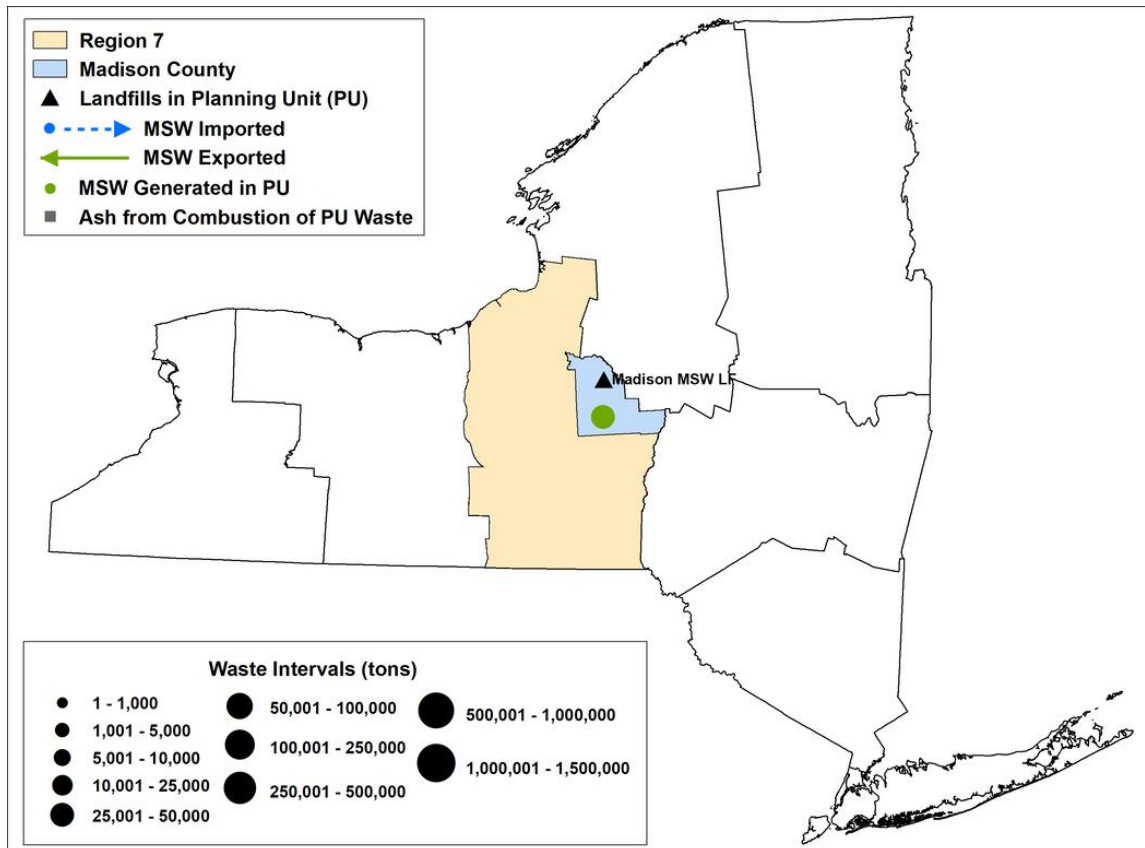 Region 7
Madison County
Landfills in Planning Unit (PU)
MSW Imported
MSW Exported
MSW Generated in PU
Ash from Combustion of PU Waste
Madison MSW LF
Waste Intervals (tons)
1 - 1,000
1,001 - 5,000
5,001 - 10,000
10,001 - 25,000
25,001 - 50,000
50,001 - 100,000
100,001 - 250,000
250,001 - 500,000
500,001 - 1,000,000
1,000,001 - 1,500,000